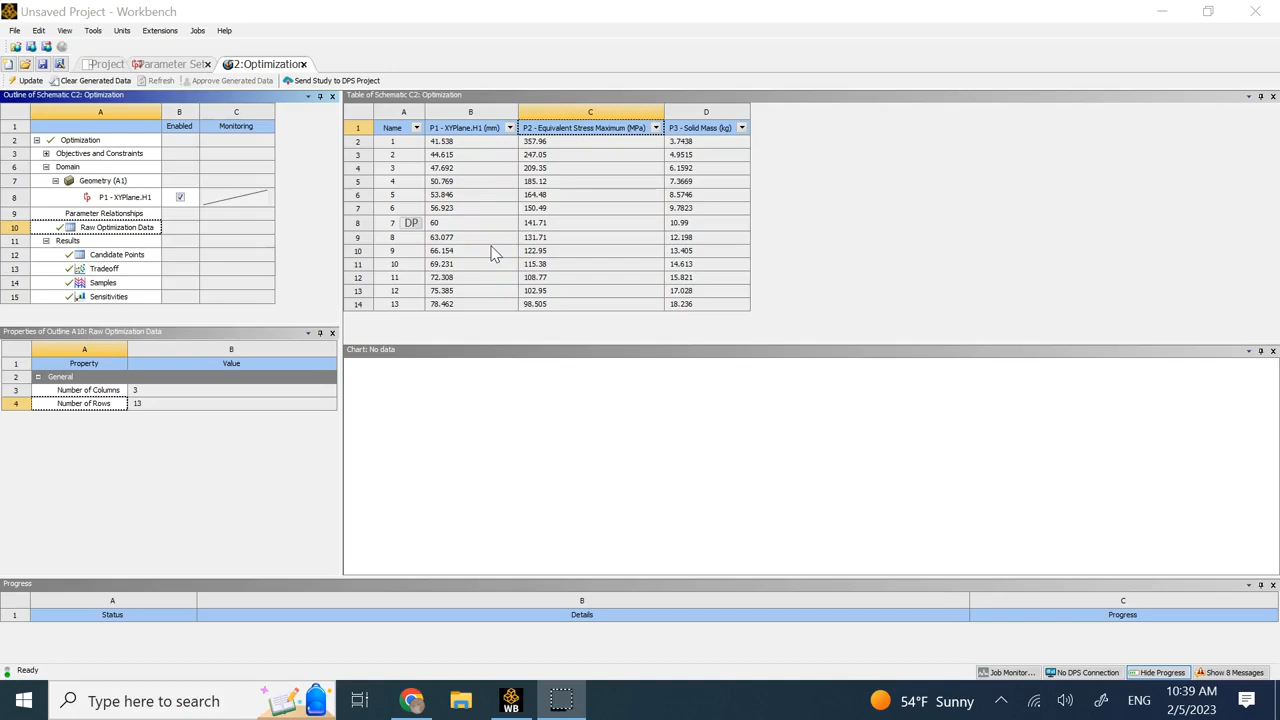 Unsaved Project - Workbench
File Edit View Tools Units Extensions Jobs Help
Project Parameter Set C2:Optimization
Update Clear Generated Data Refresh Approve Generated Data Send Study to DPS Project
Outline of Schematic C2: Optimization
A B C
1 Enabled Monitoring
2 Optimization
3 Objectives and Constraints
6 Domain
7 Geometry (A1)
8 P1 - XYPlane.H1
9 Parameter Relationships
10 Raw Optimization Data
11 Results
12 Candidate Points
13 Tradeoff
14 Samples
15 Sensitivities
Properties of Outline A10: Raw Optimization Data
A B
1 Property Value
2 General
3 Number of Columns 3
4 Number of Rows 13
Table of Schematic C2: Optimization
A B C D
1 Name P1 - XYPlane.H1 (mm) P2 - Equivalent Stress Maximum (MPa) P3 - Solid Mass (kg)
2 1 41.538 357.96 3.7438
3 2 44.615 247.05 4.9515
4 3 47.692 209.35 6.1592
5 4 50.769 185.12 7.3669
6 5 53.846 164.48 8.5746
7 6 56.923 150.49 9.7823
8 7 DP 60 141.71 10.99
9 8 63.077 131.71 12.198
10 9 66.154 122.95 13.405
11 10 69.231 115.38 14.613
12 11 72.308 108.77 15.821
13 12 75.385 102.95 17.028
14 13 78.462 98.505 18.236
Chart: No data
Progress
A B C
1 Status Details Progress
Ready Job Monitor... No DPS Connection Hide Progress Show 8 Messages
Type here to search
WB
54°F Sunny
ENG
10:39 AM
2/5/2023